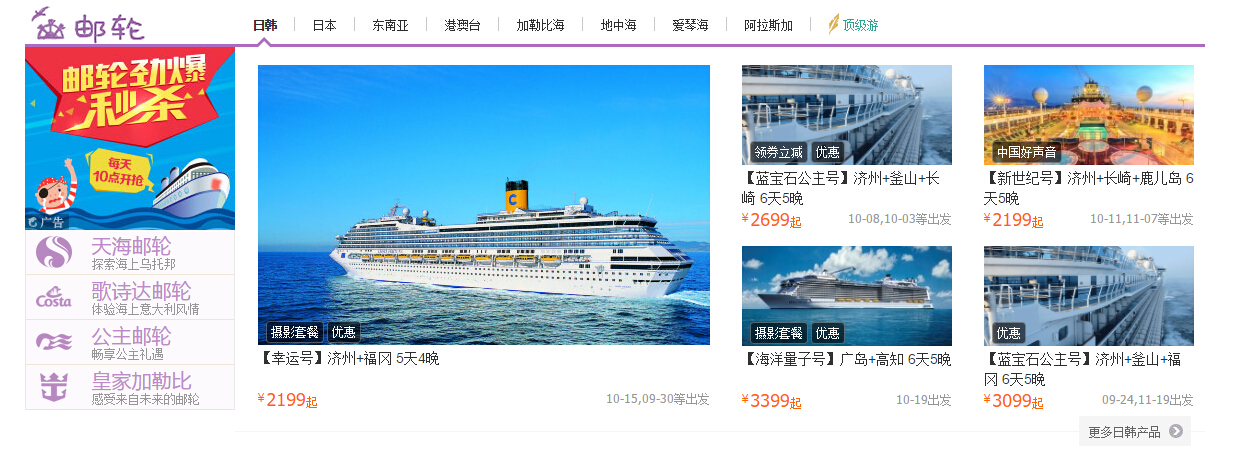 邮轮
日韩 日本 东南亚 港澳台 加勒比海 地中海 爱琴海 阿拉斯加 顶级游
邮轮劲爆
秒杀
每天
10点开抢
广告
天海邮轮
探索海上乌托邦
Costa
歌诗达邮轮
体验海上意大利风情
公主邮轮
畅享公主礼遇
皇家加勒比
感受来自未来的邮轮
C
摄影套餐 优惠
【幸运号】济州+福冈 5天4晚
¥2199起 10-15,09-30等出发
领券立减 优惠
【蓝宝石公主号】济州+釜山+长
崎 6天5晚
¥2699起 10-08,10-03等出发
中国好声音
【新世纪号】济州+长崎+鹿儿岛 6
天5晚
¥2199起 10-11,11-07等出发
摄影套餐 优惠
【海洋量子号】广岛+高知 6天5晚
¥3399起 10-19出发
优惠
【蓝宝石公主号】济州+釜山+福
冈 6天5晚
¥3099起 09-24,11-19出发
更多日韩产品